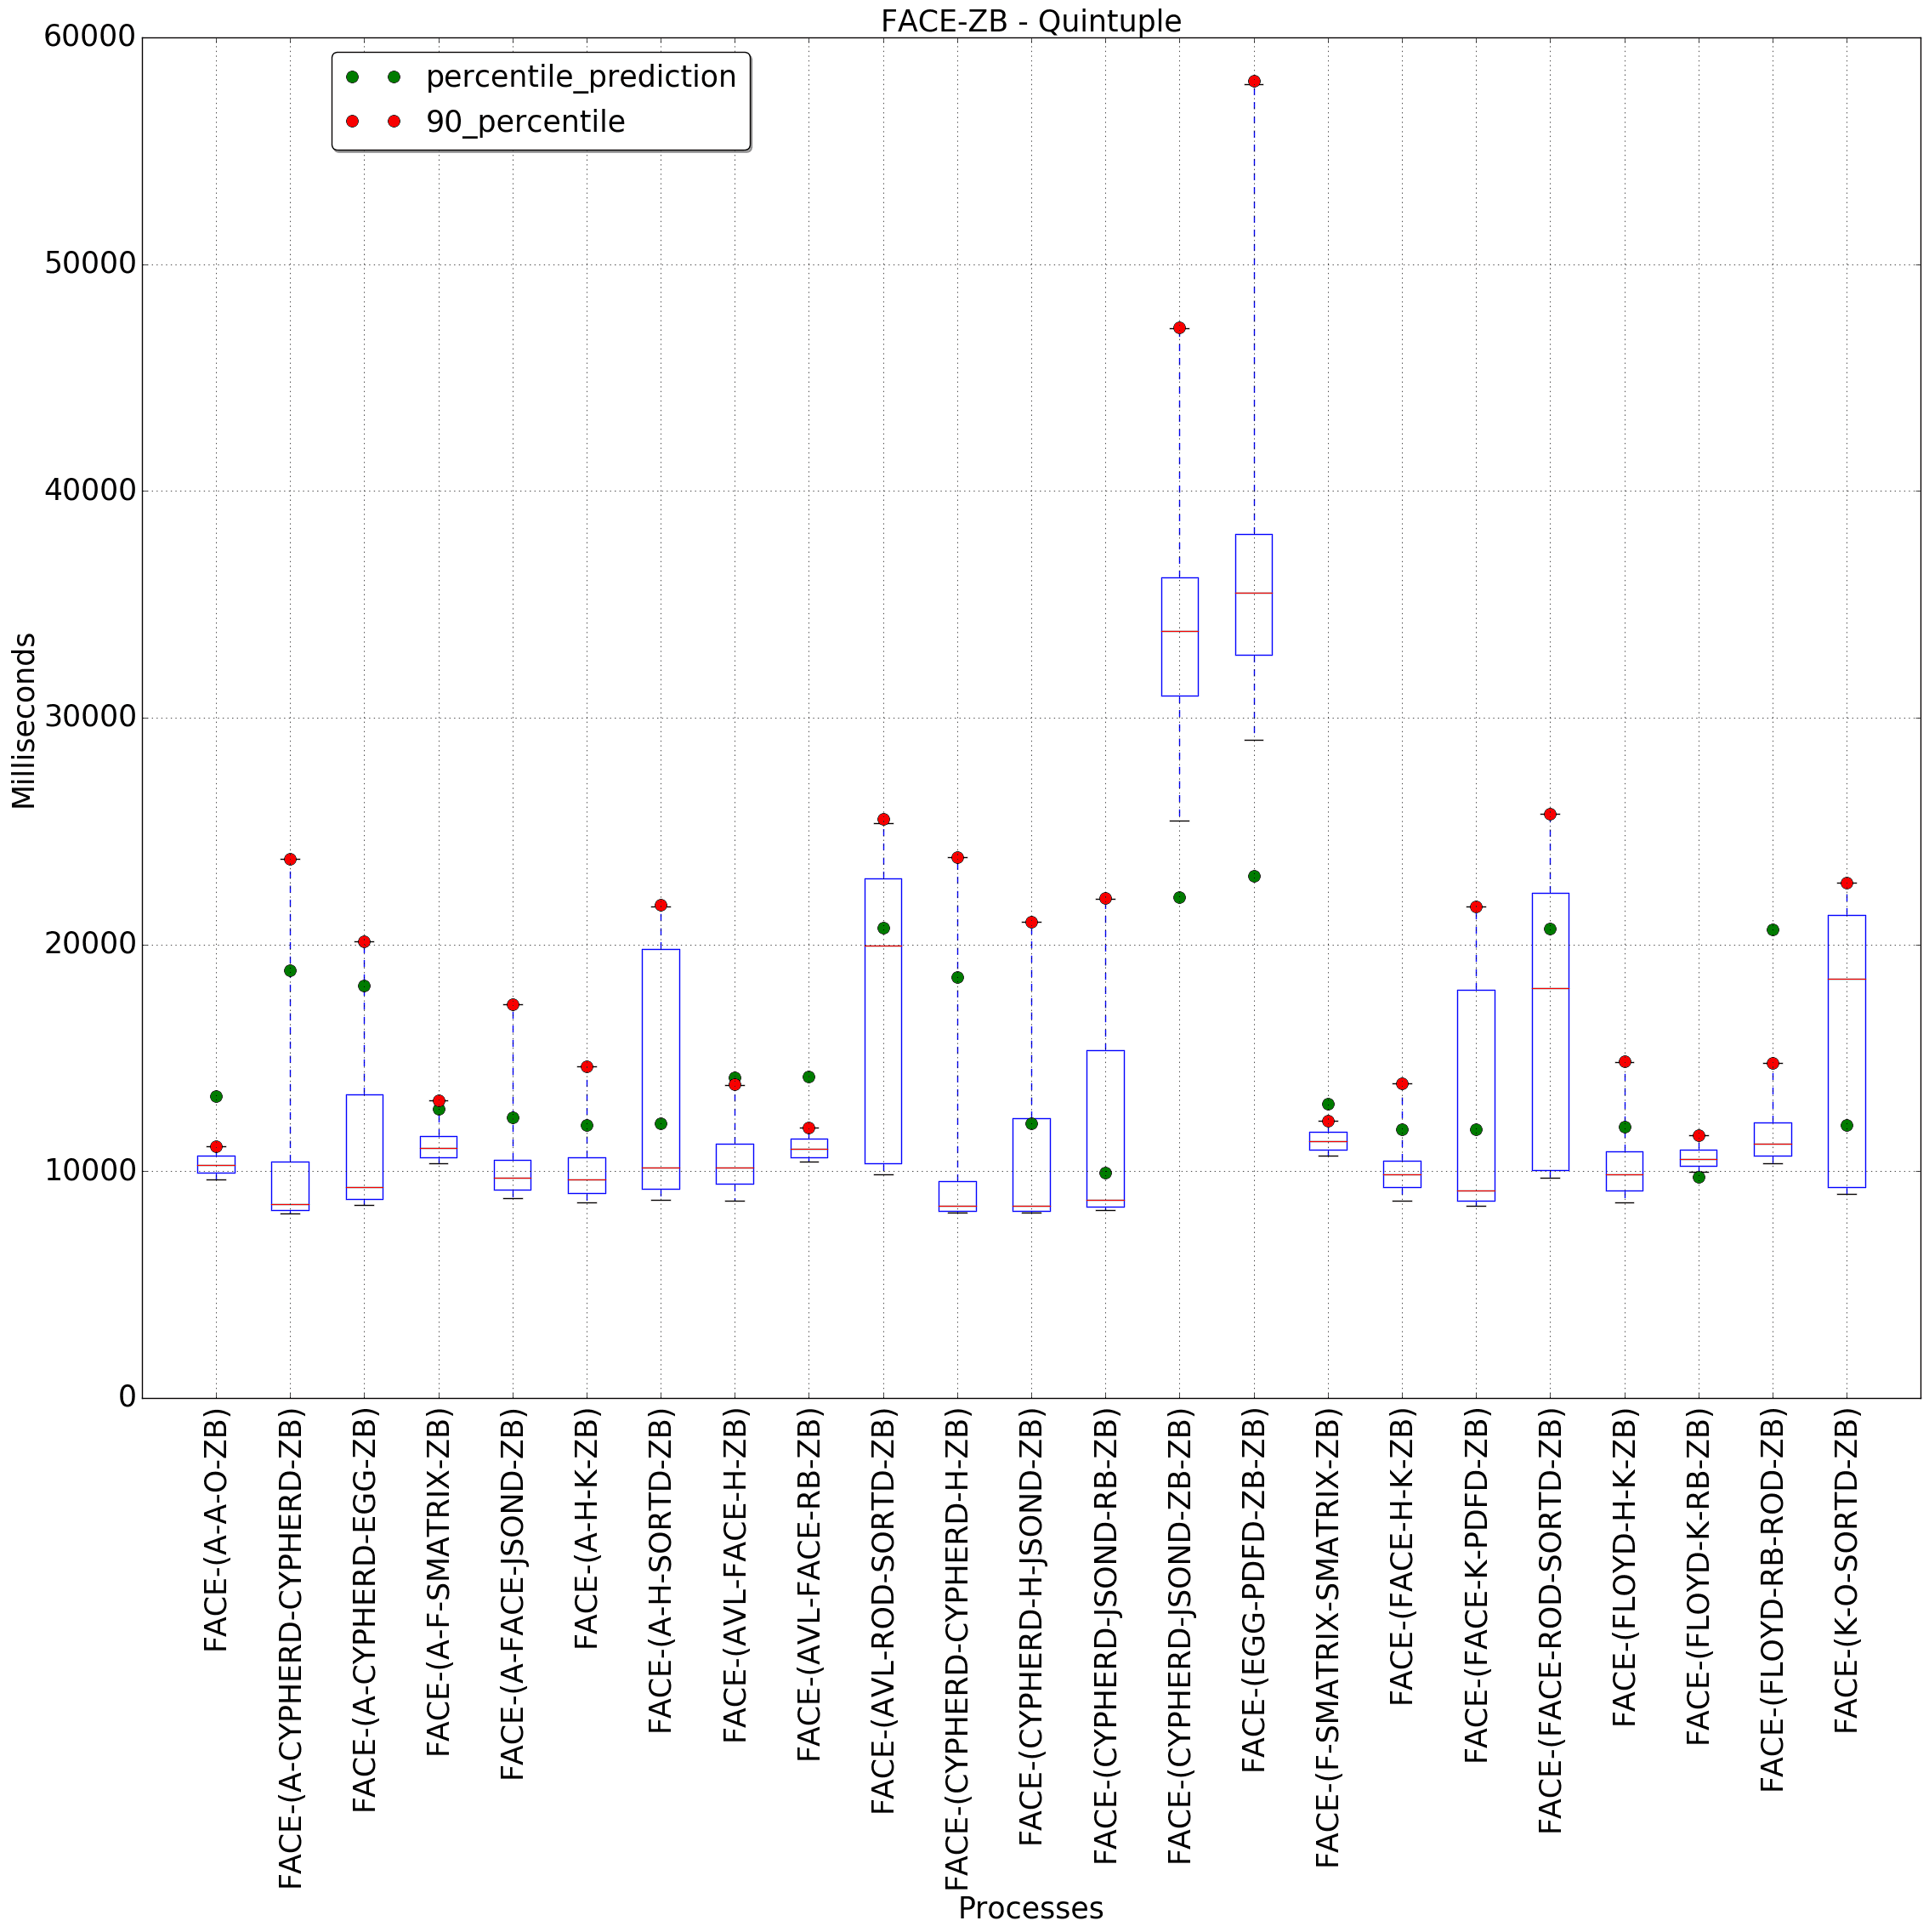 FACE-ZB - Quintuple
percentile_prediction
90_percentile
60000
50000
40000
30000
20000
10000
0
Milliseconds
FACE-(A-A-O-ZB)
FACE-(A-CYPHERD-CYPHERD-ZB)
FACE-(A-CYPHERD-EGG-ZB)
FACE-(A-F-SMATRIX-ZB)
FACE-(A-FACE-JSOND-ZB)
FACE-(A-H-K-ZB)
FACE-(A-H-SORTD-ZB)
FACE-(AVL-FACE-H-ZB)
FACE-(AVL-FACE-RB-ZB)
FACE-(AVL-ROD-SORTD-ZB)
FACE-(CYPHERD-CYPHERD-H-ZB)
FACE-(CYPHERD-H-JSOND-ZB)
FACE-(CYPHERD-JSOND-RB-ZB)
FACE-(CYPHERD-JSOND-ZB-ZB)
FACE-(EGG-PDFD-ZB-ZB)
FACE-(F-SMATRIX-SMATRIX-ZB)
FACE-(FACE-H-K-ZB)
FACE-(FACE-K-PDFD-ZB)
FACE-(FACE-ROD-SORTD-ZB)
FACE-(FLOYD-H-K-ZB)
FACE-(FLOYD-K-RB-ZB)
FACE-(FLOYD-RB-ROD-ZB)
FACE-(K-O-SORTD-ZB)
Processes